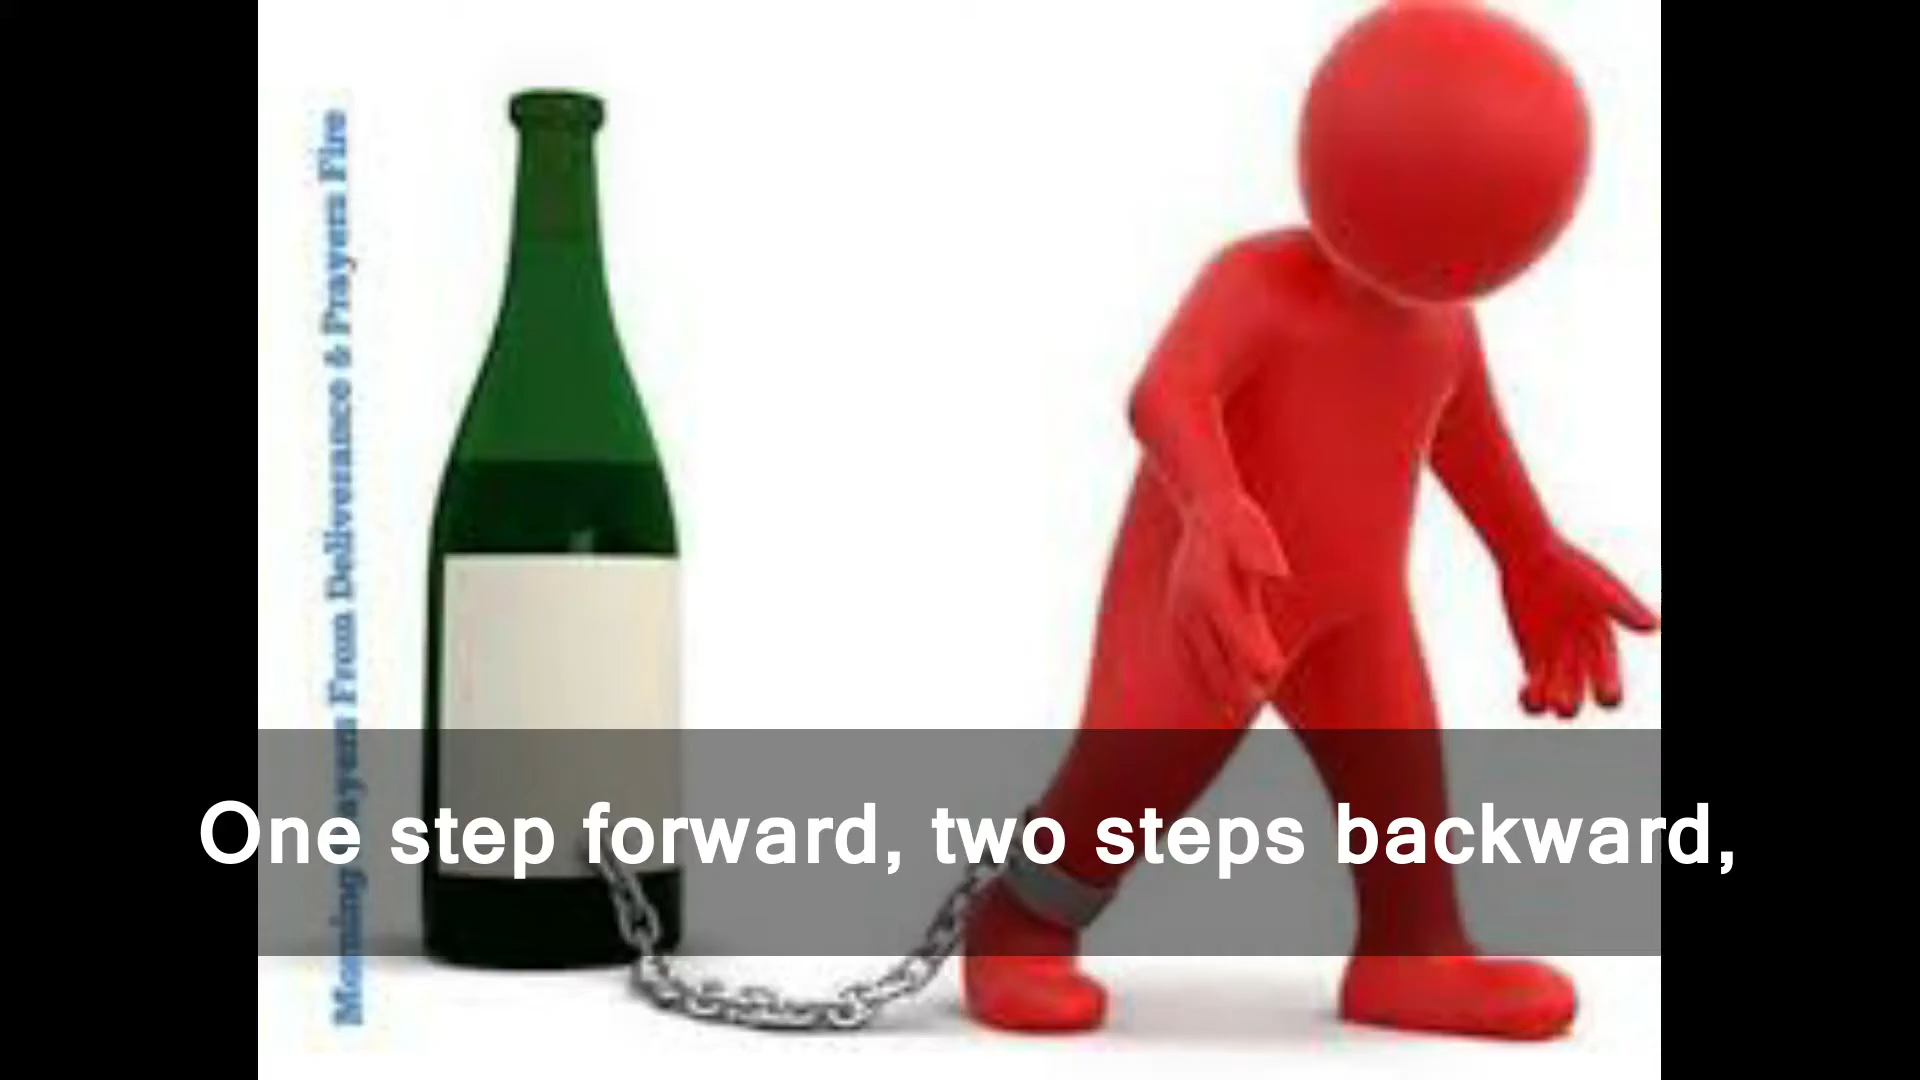 Morning Prayers From Deliverance & Prayers Fire
One step forward, two steps backward,